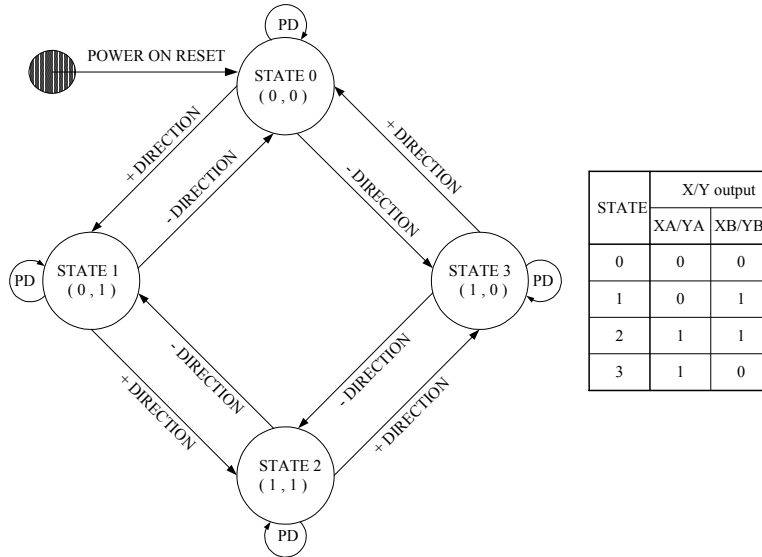 PD
POWER ON RESET
STATE 0
( 0 , 0 )
+ DIRECTION
- DIRECTION
- DIRECTION
+ DIRECTION
PD
STATE 1
( 0 , 1 )
STATE 3
( 1 , 0 )
PD
- DIRECTION
+ DIRECTION
- DIRECTION
+ DIRECTION
STATE 2
( 1 , 1 )
PD
STATE X/Y output
XA/YA XB/YB
0 0 0
1 0 1
2 1 1
3 1 0